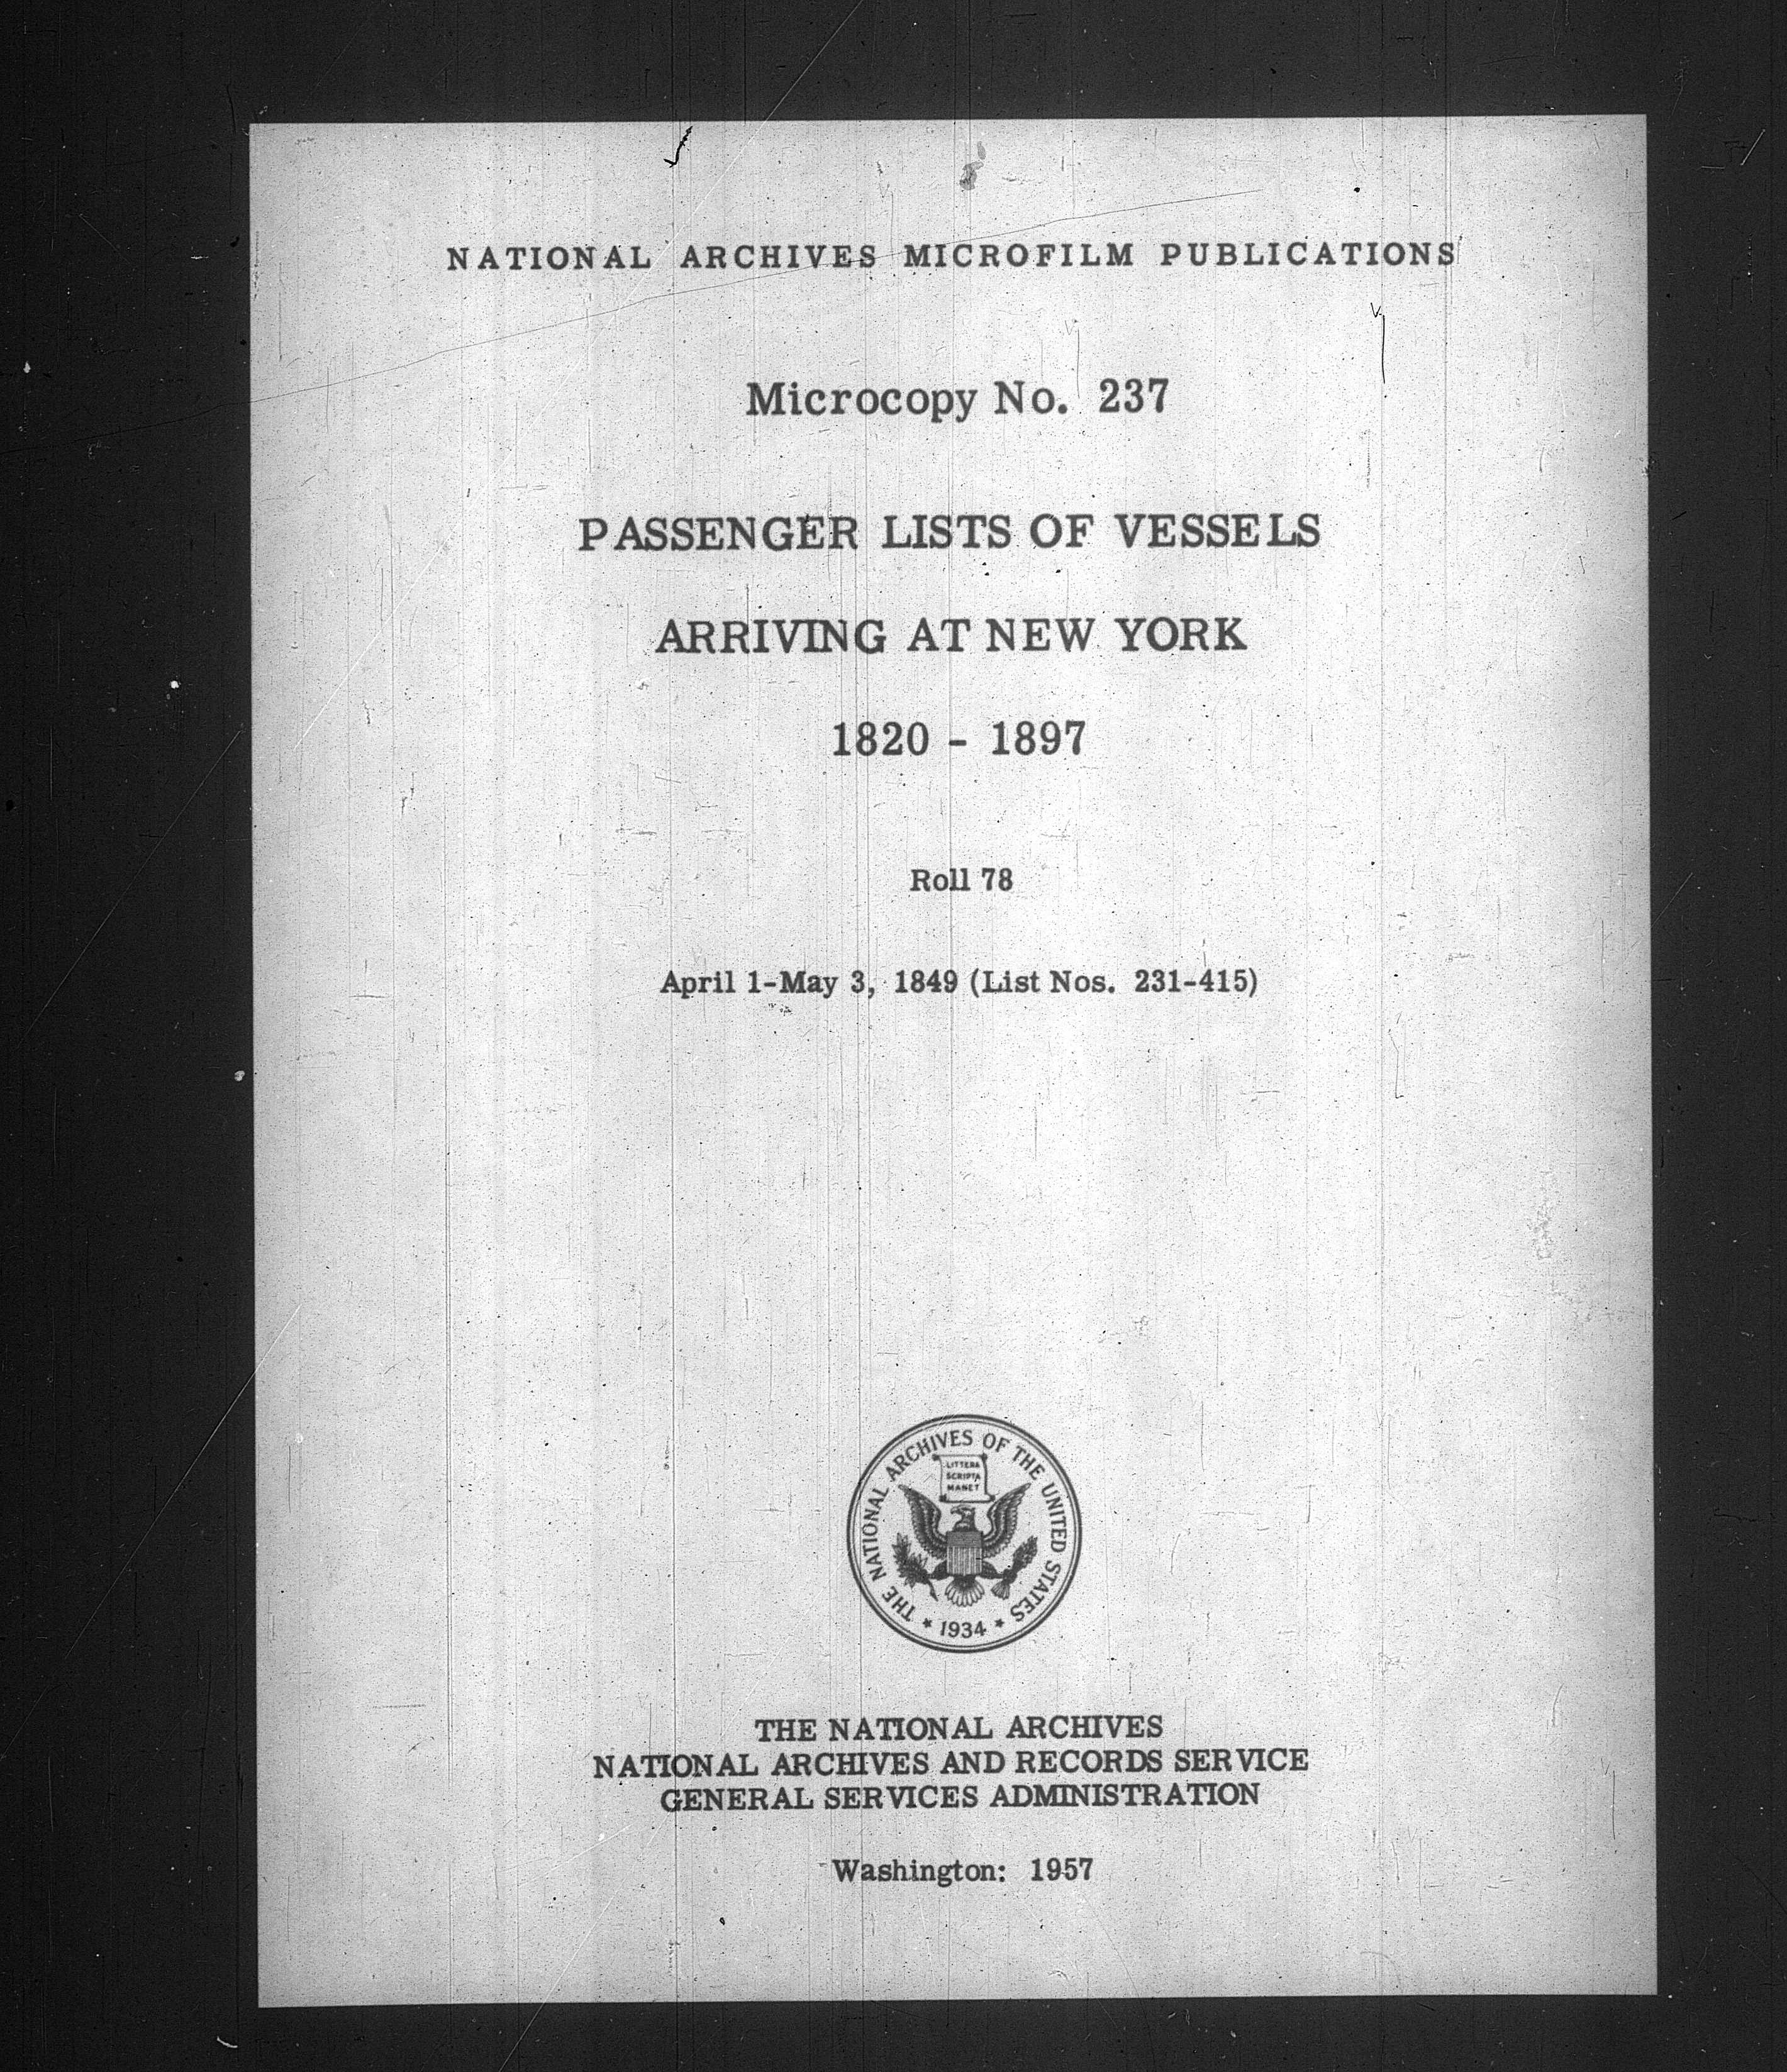 NATIONAL ARCHIVES MICROFILM PUBLICATIONS
Microcopy No. 237
PASSENGER LISTS OF VESSELS
ARRIVING AT NEW YORK
1820 - 1897
Roll 78
April 1-May 3, 1849 (List Nos. 231-415)
THE NATIONAL ARCHIVES OF THE UNITED STATES
LITTERA
SCRIPTA
MANET
★ 1934 ★
THE NATIONAL ARCHIVES
NATIONAL ARCHIVES AND RECORDS SERVICE
GENERAL SERVICES ADMINISTRATION
Washington: 1957